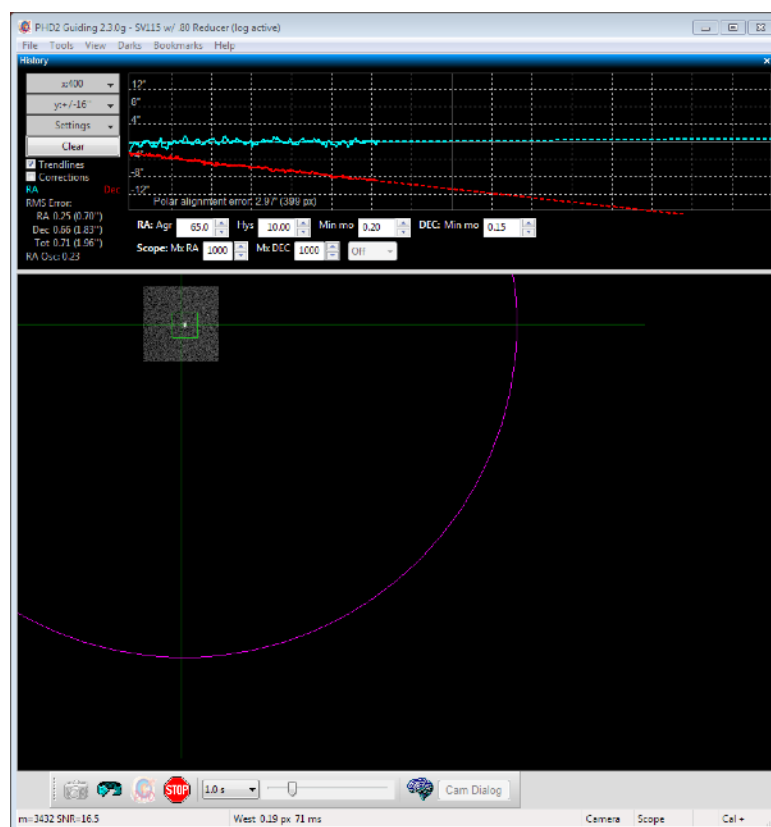 PHD2 Guiding 2.3.0g - SV115 w/ .80 Reducer (log active)
File Tools View Darks Bookmarks Help
History
x:400
y:+/-16"
Settings
Clear
Trendlines
Corrections
RA Dec
RMS Error:
RA 0.25 (0.70")
Dec 0.66 (1.83")
Tot 0.71 (1.96")
RA Osc: 0.23
12"
8"
4"
-4"
-8"
-12"
Polar alignment error: 2.97' (399 px)
RA: Agr 65.0 Hys 10.00 Min mo 0.20 DEC: Min mo 0.15
Scope: Mx RA 1000 Mx DEC 1000 Off
STOP 1.0 s Cam Dialog
m=3432 SNR=16.5 West 0.19 px 71 ms Camera Scope Cal +